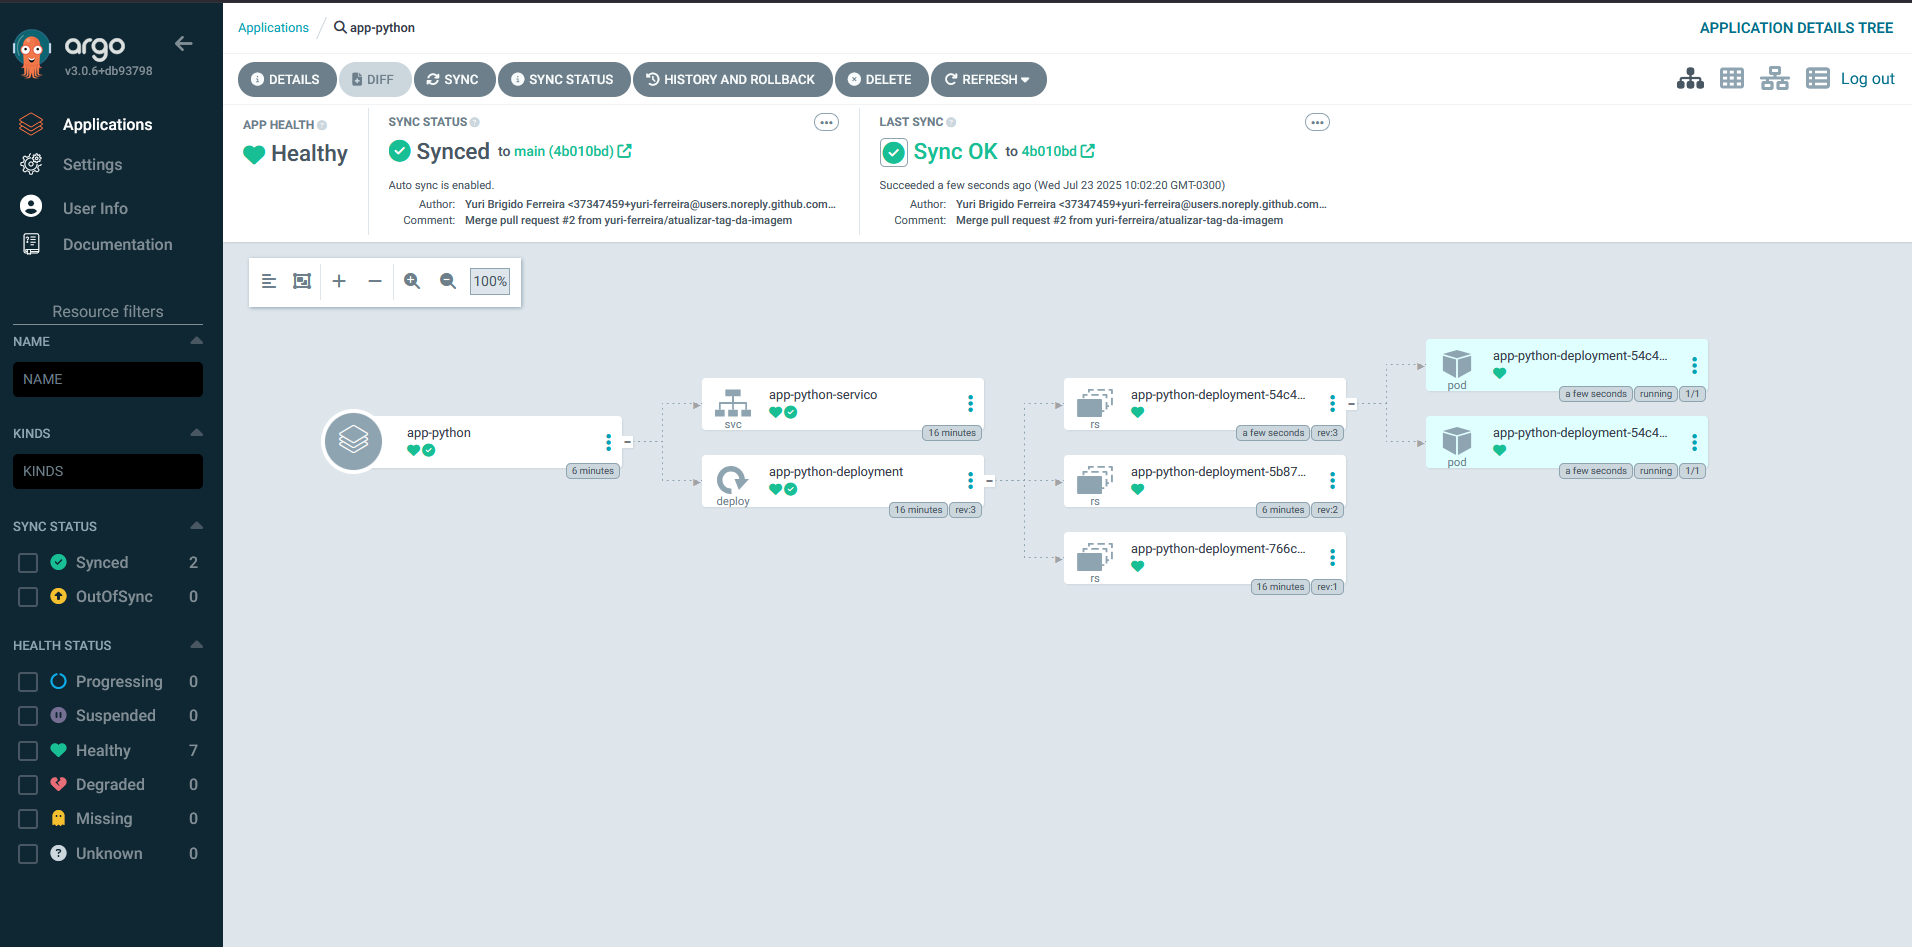 argo
v3.0.6+db93798
Applications
Settings
User Info
Documentation
Resource filters
NAME
NAME
KINDS
KINDS
SYNC STATUS
Synced 2
OutOfSync 0
HEALTH STATUS
Progressing 0
Suspended 0
Healthy 7
Degraded 0
Missing 0
Unknown 0
Applications / app-python
APPLICATION DETAILS TREE
DETAILS DIFF SYNC SYNC STATUS HISTORY AND ROLLBACK DELETE REFRESH
Log out
APP HEALTH
Healthy
SYNC STATUS
Synced to main (4b010bd)
Auto sync is enabled.
Author: Yuri Brigido Ferreira <37347459+yuri-ferreira@users.noreply.github.com...
Comment: Merge pull request #2 from yuri-ferreira/atualizar-tag-da-imagem
LAST SYNC
Sync OK to 4b010bd
Succeeded a few seconds ago (Wed Jul 23 2025 10:02:20 GMT-0300)
Author: Yuri Brigido Ferreira <37347459+yuri-ferreira@users.noreply.github.com...
Comment: Merge pull request #2 from yuri-ferreira/atualizar-tag-da-imagem
100%
app-python
6 minutes
app-python-servico
svc
16 minutes
app-python-deployment
deploy
16 minutes rev:3
app-python-deployment-54c4...
rs
a few seconds rev:3
app-python-deployment-5b87...
rs
6 minutes rev:2
app-python-deployment-766c...
rs
16 minutes rev:1
app-python-deployment-54c4...
pod
a few seconds running 1/1
app-python-deployment-54c4...
pod
a few seconds running 1/1